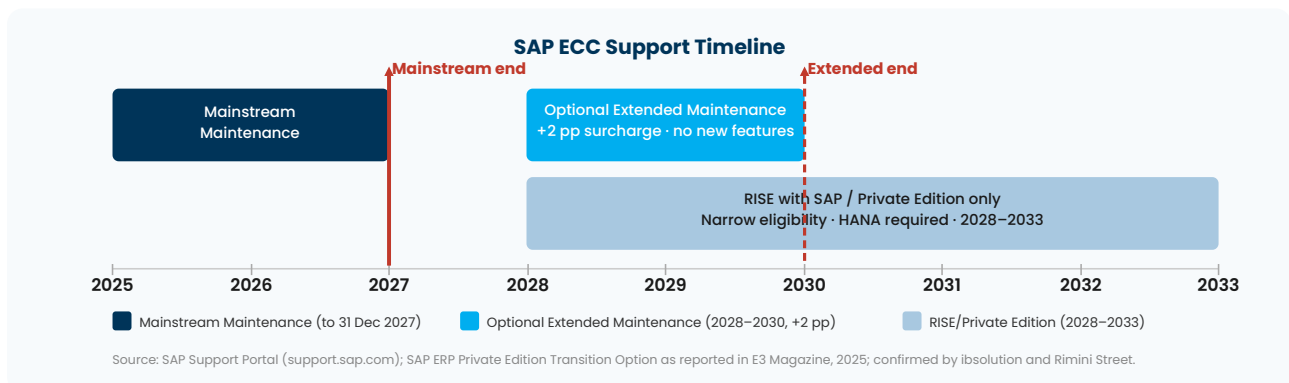 SAP ECC Support Timeline
Mainstream end
Extended end
Mainstream
Maintenance
Optional Extended Maintenance
+2 pp surcharge · no new features
RISE with SAP / Private Edition only
Narrow eligibility · HANA required · 2028–2033
2025 2026 2027 2028 2029 2030 2031 2032 2033
Mainstream Maintenance (to 31 Dec 2027)
Optional Extended Maintenance (2028–2030, +2 pp)
RISE/Private Edition (2028–2033)
Source: SAP Support Portal (support.sap.com); SAP ERP Private Edition Transition Option as reported in E3 Magazine, 2025; confirmed by ibsolution and Rimini Street.